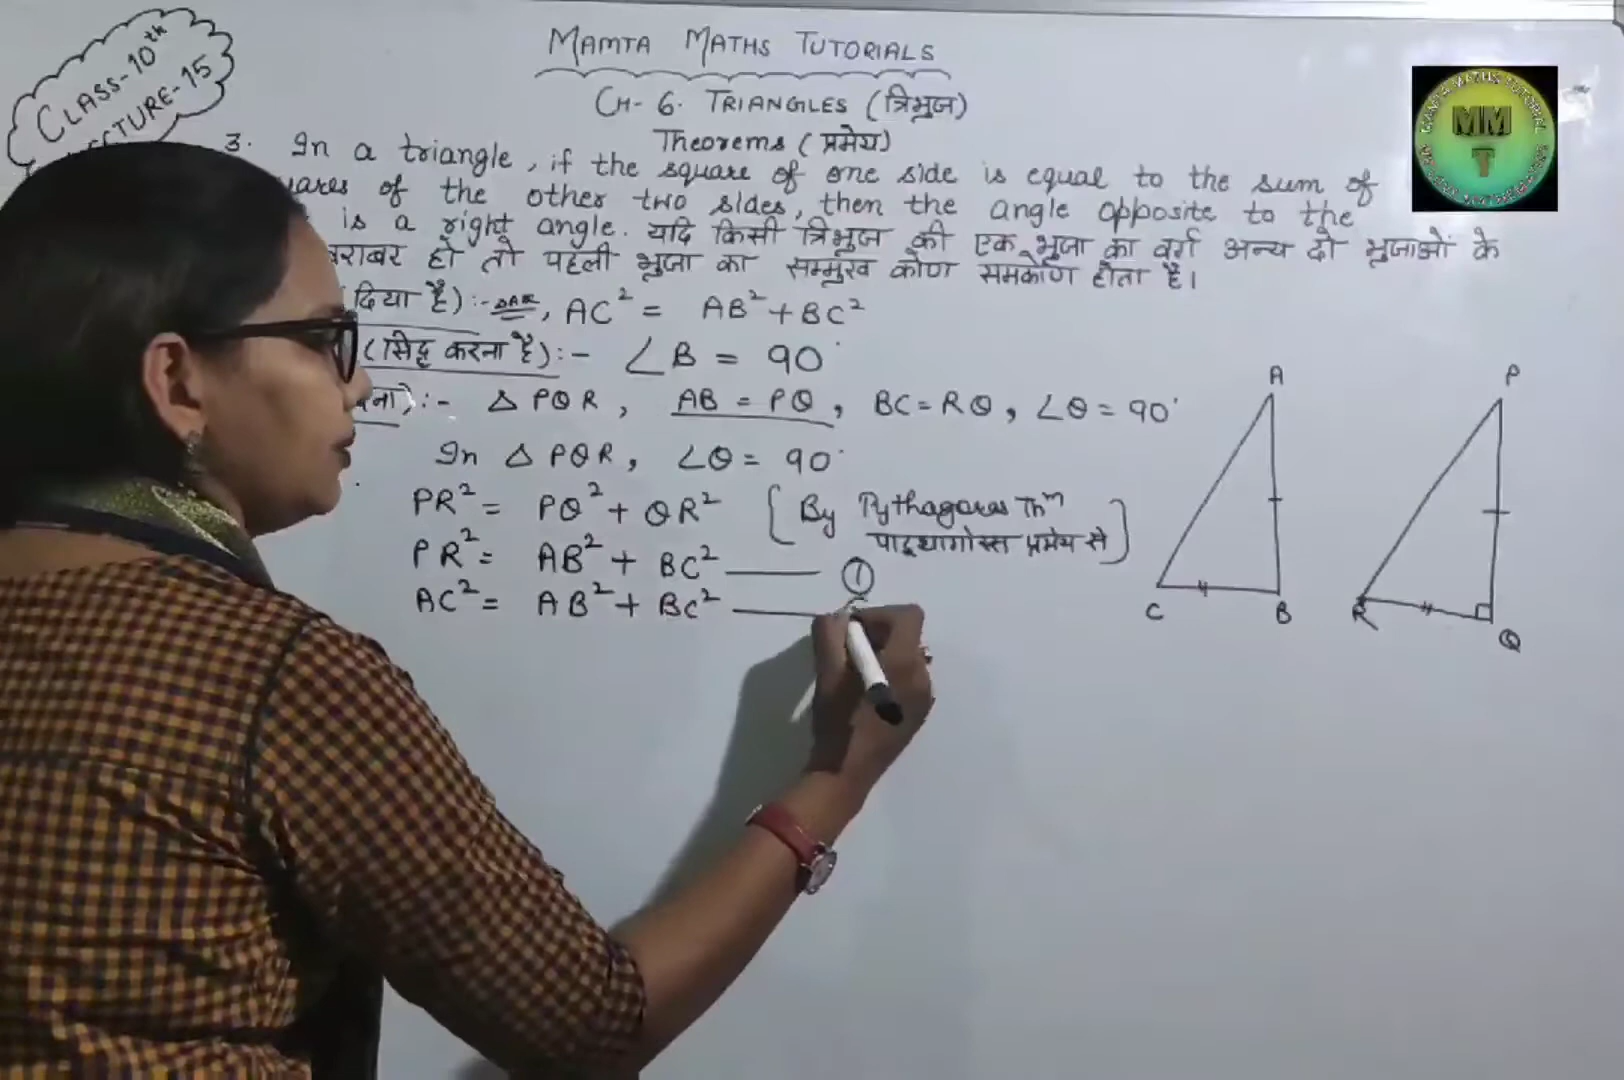 CLASS-10th
LECTURE-15
MAMTA MATHS TUTORIALS
CH-6. TRIANGLES (त्रिभुज)
Theorems (प्रमेय)
3. In a triangle, if the square of one side is equal to the sum of
of the other two sides, then the angle opposite to the
is a right angle. यदि किसी त्रिभुज की एक भुजा का वर्ग अन्य दो भुजाओं के
बराबर हो तो पहली भुजा का सम्मुख कोण समकोण होता है।
(दिया है) :- , AC² = AB² + BC²
(सिद्ध करना है) :- ∠B = 90°
:- △ PQR, AB = PQ, BC = RQ, ∠Q = 90°
In △ PQR, ∠Q = 90°
PR² = PQ² + QR² [By Pythagoras Thm
पाइथागोरस प्रमेय से]
PR² = AB² + BC² —— ①
AC² = AB² + BC² ——
A
C
B
P
R
Q
MAMTA MATHS TUTORIAL
MM
T